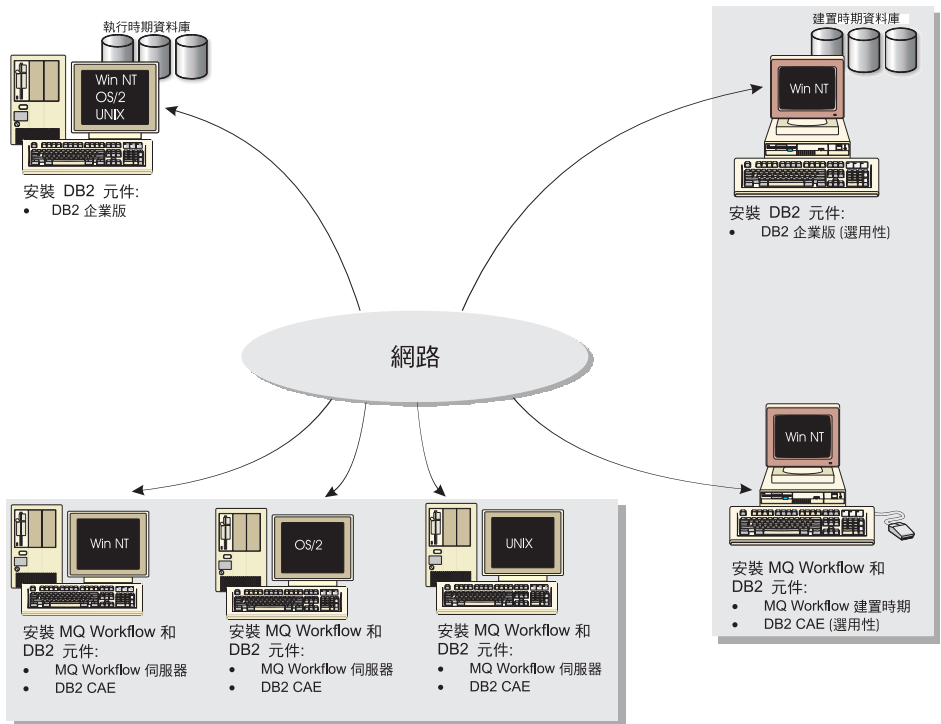 執行時期資料庫
Win NT
OS/2
UNIX
安裝 DB2 元件:
• DB2 企業版
建置時期資料庫
Win NT
安裝 DB2 元件:
• DB2 企業版 (選用性)
網路
Win NT
安裝 MQ Workflow 和
DB2 元件:
• MQ Workflow 伺服器
• DB2 CAE
OS/2
安裝 MQ Workflow 和
DB2 元件:
• MQ Workflow 伺服器
• DB2 CAE
UNIX
安裝 MQ Workflow 和
DB2 元件:
• MQ Workflow 伺服器
• DB2 CAE
Win NT
安裝 MQ Workflow 和
DB2 元件:
• MQ Workflow 建置時期
• DB2 CAE (選用性)